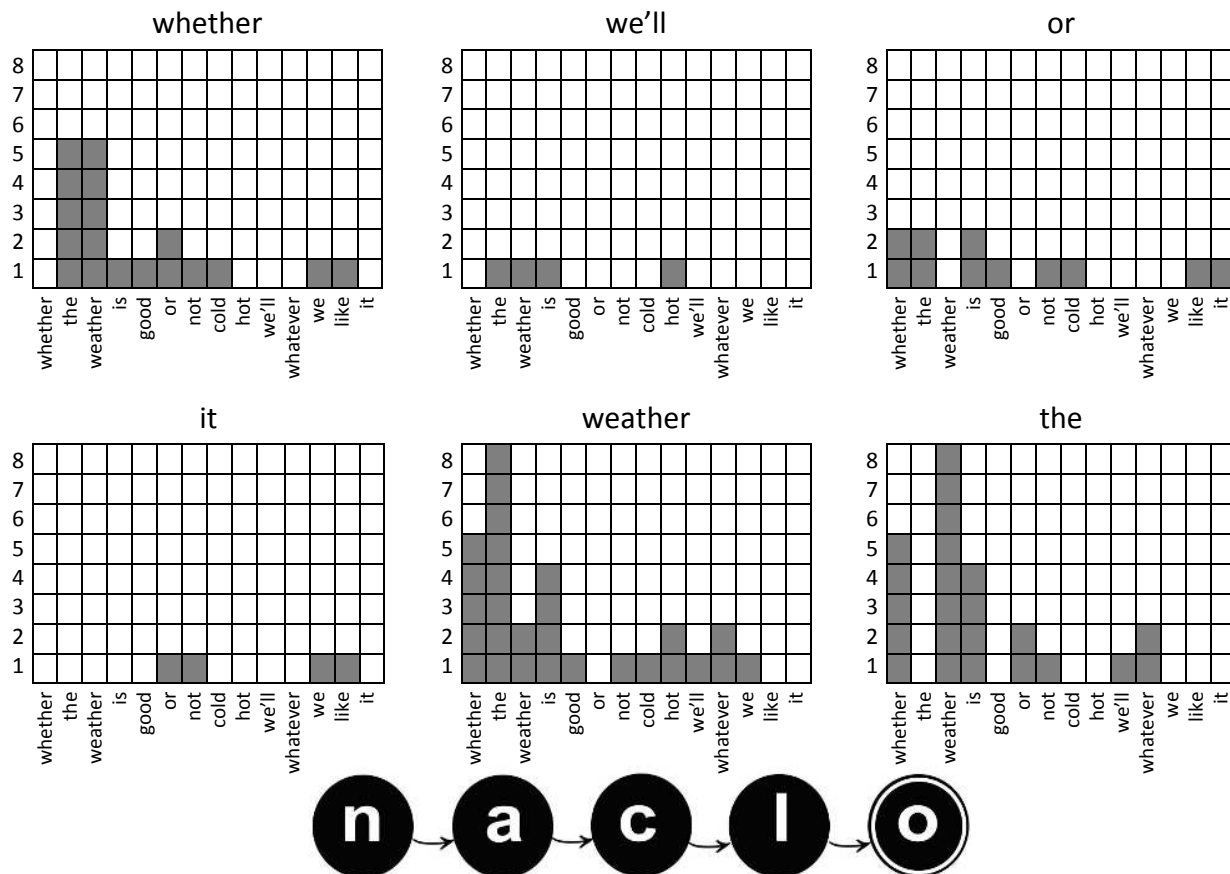 whether we’ll or
8 8 8
7 7 7
6 6 6
5 5 5
4 4 4
3 3 3
2 2 2
1 1 1
whether the weather is good or not cold hot we’ll whatever we like it
whether the weather is good or not cold hot we’ll whatever we like it
whether the weather is good or not cold hot we’ll whatever we like it
it weather the
8 8 8
7 7 7
6 6 6
5 5 5
4 4 4
3 3 3
2 2 2
1 1 1
whether the weather is good or not cold hot we’ll whatever we like it
whether the weather is good or not cold hot we’ll whatever we like it
whether the weather is good or not cold hot we’ll whatever we like it
n a c l o